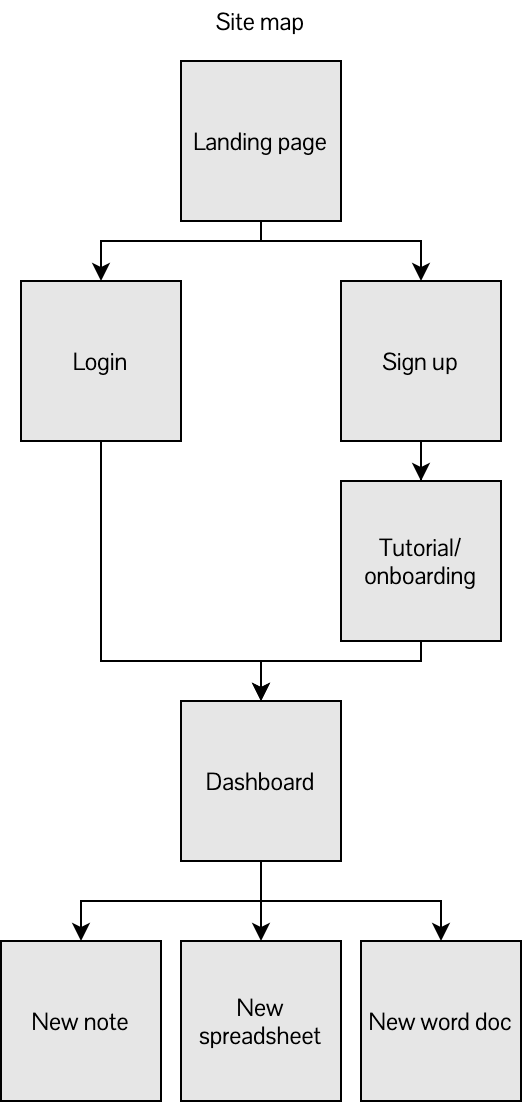 Site map
Landing page
Login
Sign up
Tutorial/
onboarding
Dashboard
New note
New
spreadsheet
New word doc